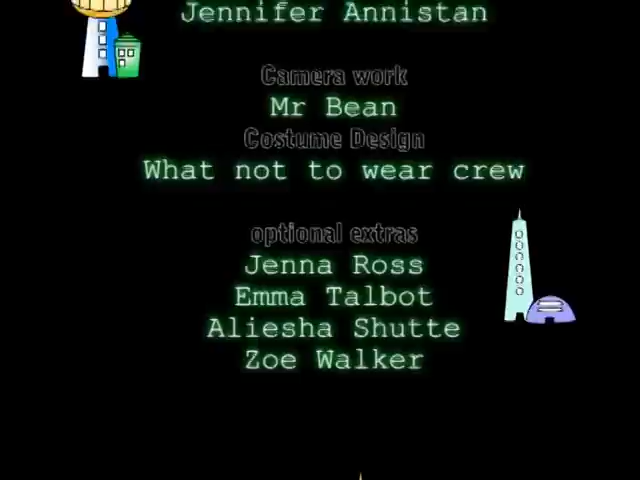 Jennifer Annistan
Camera work
Mr Bean
Costume Design
What not to wear crew
optional extras
Jenna Ross
Emma Talbot
Aliesha Shutte
Zoe Walker